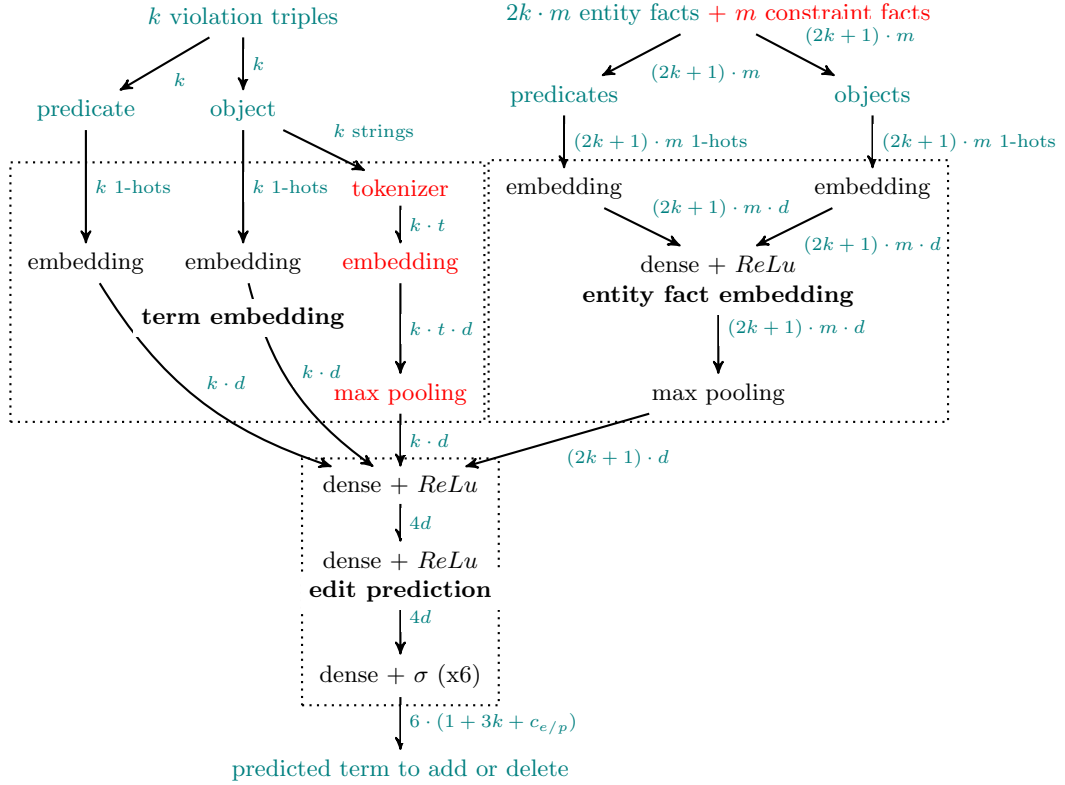 k violation triples
2k · m entity facts + m constraint facts
(2k + 1) · m
k
k
(2k + 1) · m
predicate
object
predicates
objects
k strings
(2k + 1) · m 1-hots
(2k + 1) · m 1-hots
k 1-hots
k 1-hots
tokenizer
embedding
embedding
(2k + 1) · m · d
k · t
(2k + 1) · m · d
embedding
embedding
embedding
dense + ReLu
entity fact embedding
term embedding
k · t · d
(2k + 1) · m · d
k · d
k · d
max pooling
max pooling
k · d
(2k + 1) · d
dense + ReLu
4d
dense + ReLu
edit prediction
4d
dense + σ (x6)
6 · (1 + 3k + c_{e/p})
predicted term to add or delete